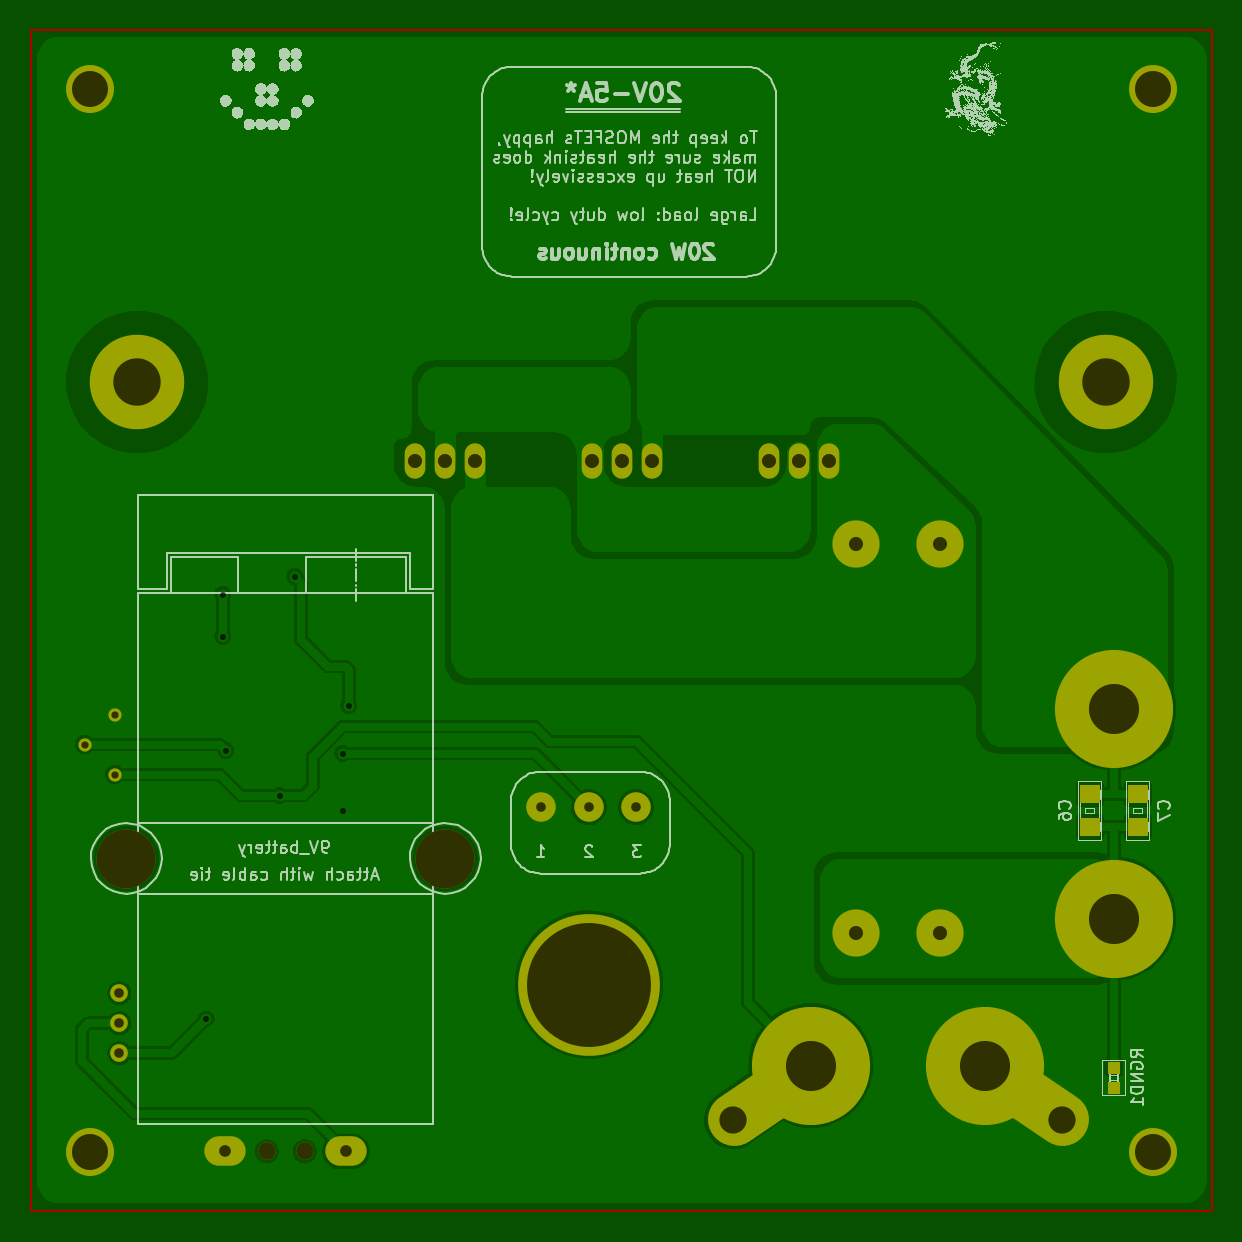 20V-5A*
To keep the MOSFETs happy,
make sure the heatsink does
NOT heat up excessively!
Large load: low duty cycle!
20W continuous
C6
C7
1 2 3
9V_battery
Attach with cable tie
RGND1